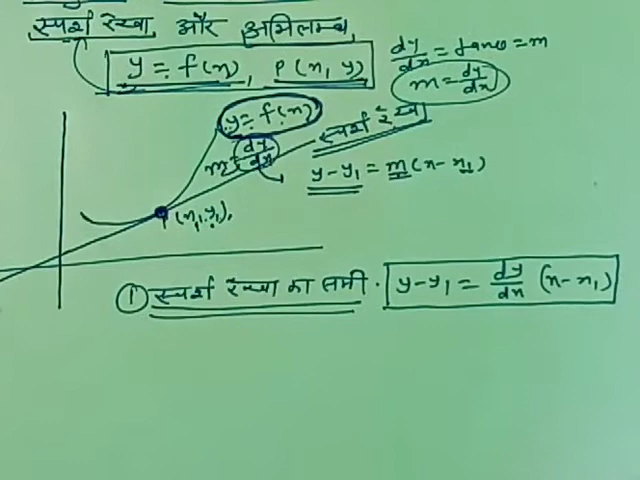 स्पर्श रेखा और अभिलम्ब
y = f(x), P(x, y)
dy/dx = tanθ = m
m = dy/dx
y = f(x)
स्पर्श रेखा
m = dy/dx
y-y₁ = m(x-x₁)
P(x₁, y₁),
① स्पर्श रेखा का समी. y-y₁ = dy/dx (x-x₁)